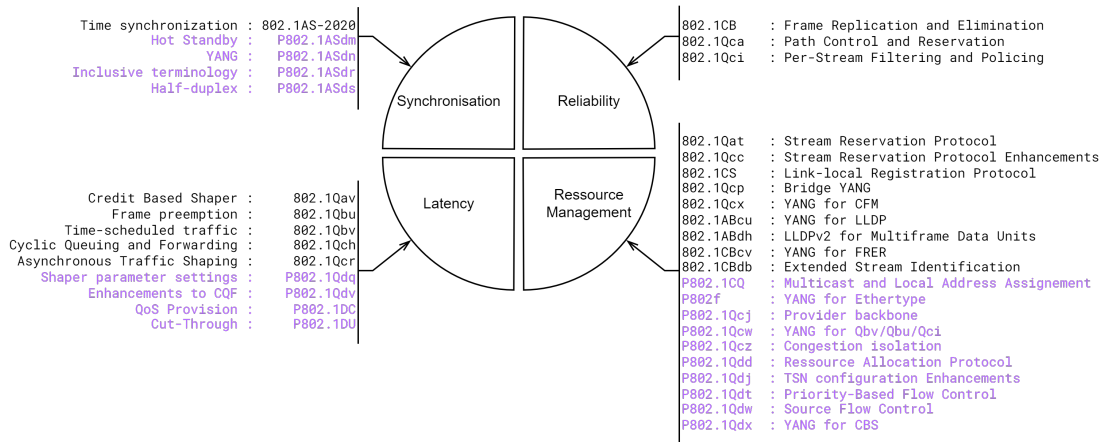 Time synchronization : 802.1AS-2020
Hot Standby : P802.1ASdm
YANG : P802.1ASdn
Inclusive terminology : P802.1ASdr
Half-duplex : P802.1ASds
Synchronisation
Reliability
802.1CB : Frame Replication and Elimination
802.1Qca : Path Control and Reservation
802.1Qci : Per-Stream Filtering and Policing
Credit Based Shaper : 802.1Qav
Frame preemption : 802.1Qbu
Time-scheduled traffic : 802.1Qbv
Cyclic Queuing and Forwarding : 802.1Qch
Asynchronous Traffic Shaping : 802.1Qcr
Shaper parameter settings : P802.1Qdq
Enhancements to CQF : P802.1Qdv
QoS Provision : P802.1DC
Cut-Through : P802.1DU
Latency
Ressource
Management
802.1Qat : Stream Reservation Protocol
802.1Qcc : Stream Reservation Protocol Enhancements
802.1CS : Link-local Registration Protocol
802.1Qcp : Bridge YANG
802.1Qcx : YANG for CFM
802.1ABcu : YANG for LLDP
802.1ABdh : LLDPv2 for Multiframe Data Units
802.1CBcv : YANG for FRER
802.1CBdb : Extended Stream Identification
P802.1CQ : Multicast and Local Address Assignement
P802f : YANG for Ethertype
P802.1Qcj : Provider backbone
P802.1Qcw : YANG for Qbv/Qbu/Qci
P802.1Qcz : Congestion isolation
P802.1Qdd : Ressource Allocation Protocol
P802.1Qdj : TSN configuration Enhancements
P802.1Qdt : Priority-Based Flow Control
P802.1Qdw : Source Flow Control
P802.1Qdx : YANG for CBS